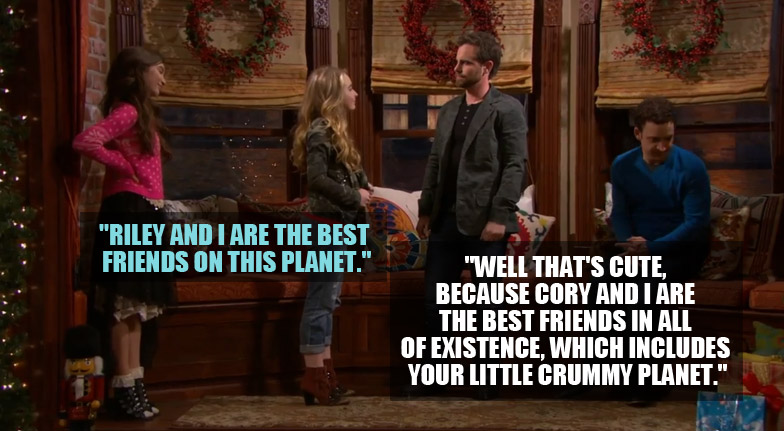 "RILEY AND I ARE THE BEST
FRIENDS ON THIS PLANET."
"WELL THAT'S CUTE,
BECAUSE CORY AND I ARE
THE BEST FRIENDS IN ALL
OF EXISTENCE, WHICH INCLUDES
YOUR LITTLE CRUMMY PLANET."